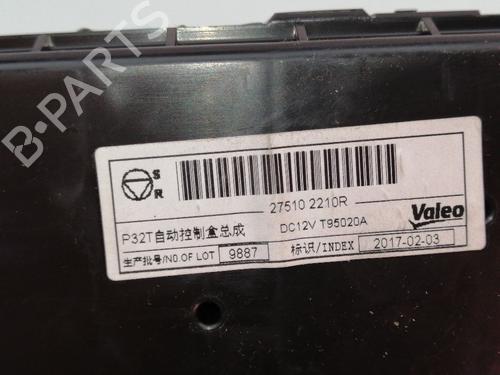 B-PARTS
S
R
27510 2210R
P32T自动控制盒总成
DC12V T95020A
Valeo
生产批号/NO.OF LOT 9887
标识/INDEX 2017-02-03